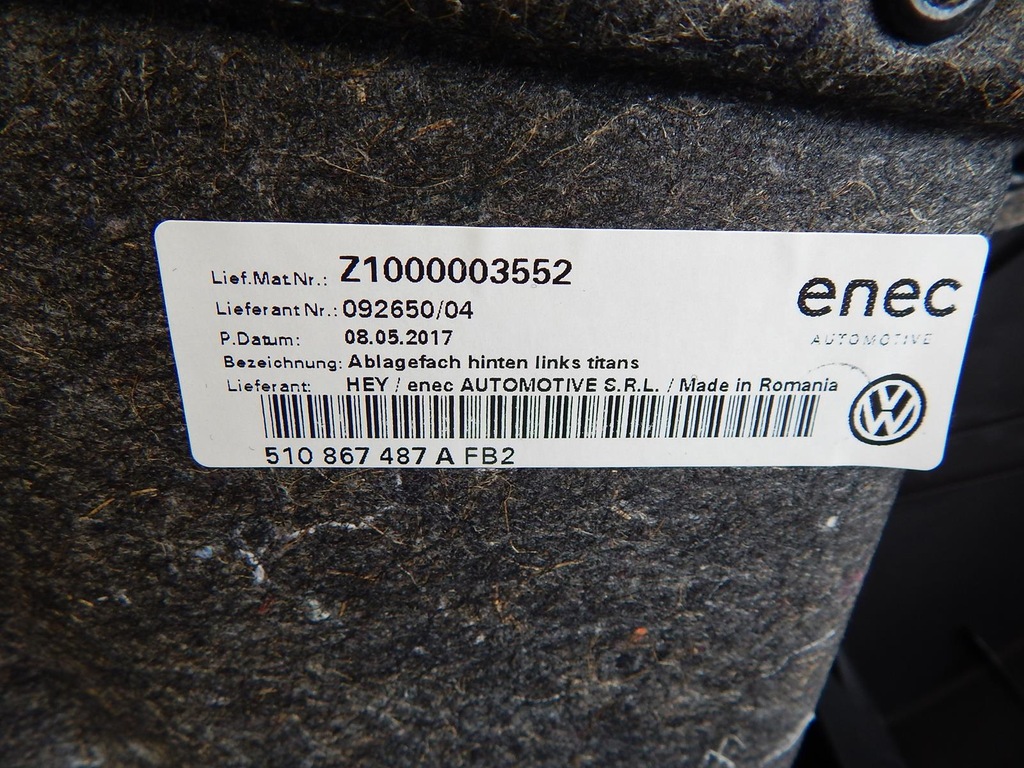 Lief.Mat.Nr.: Z1000003552
Lieferant Nr.: 092650/04
P.Datum: 08.05.2017
Bezeichnung: Ablagefach hinten links titans
Lieferant: HEY / enec AUTOMOTIVE S.R.L. / Made in Romania
510 867 487 A FB2
enec
AUTOMOTIVE